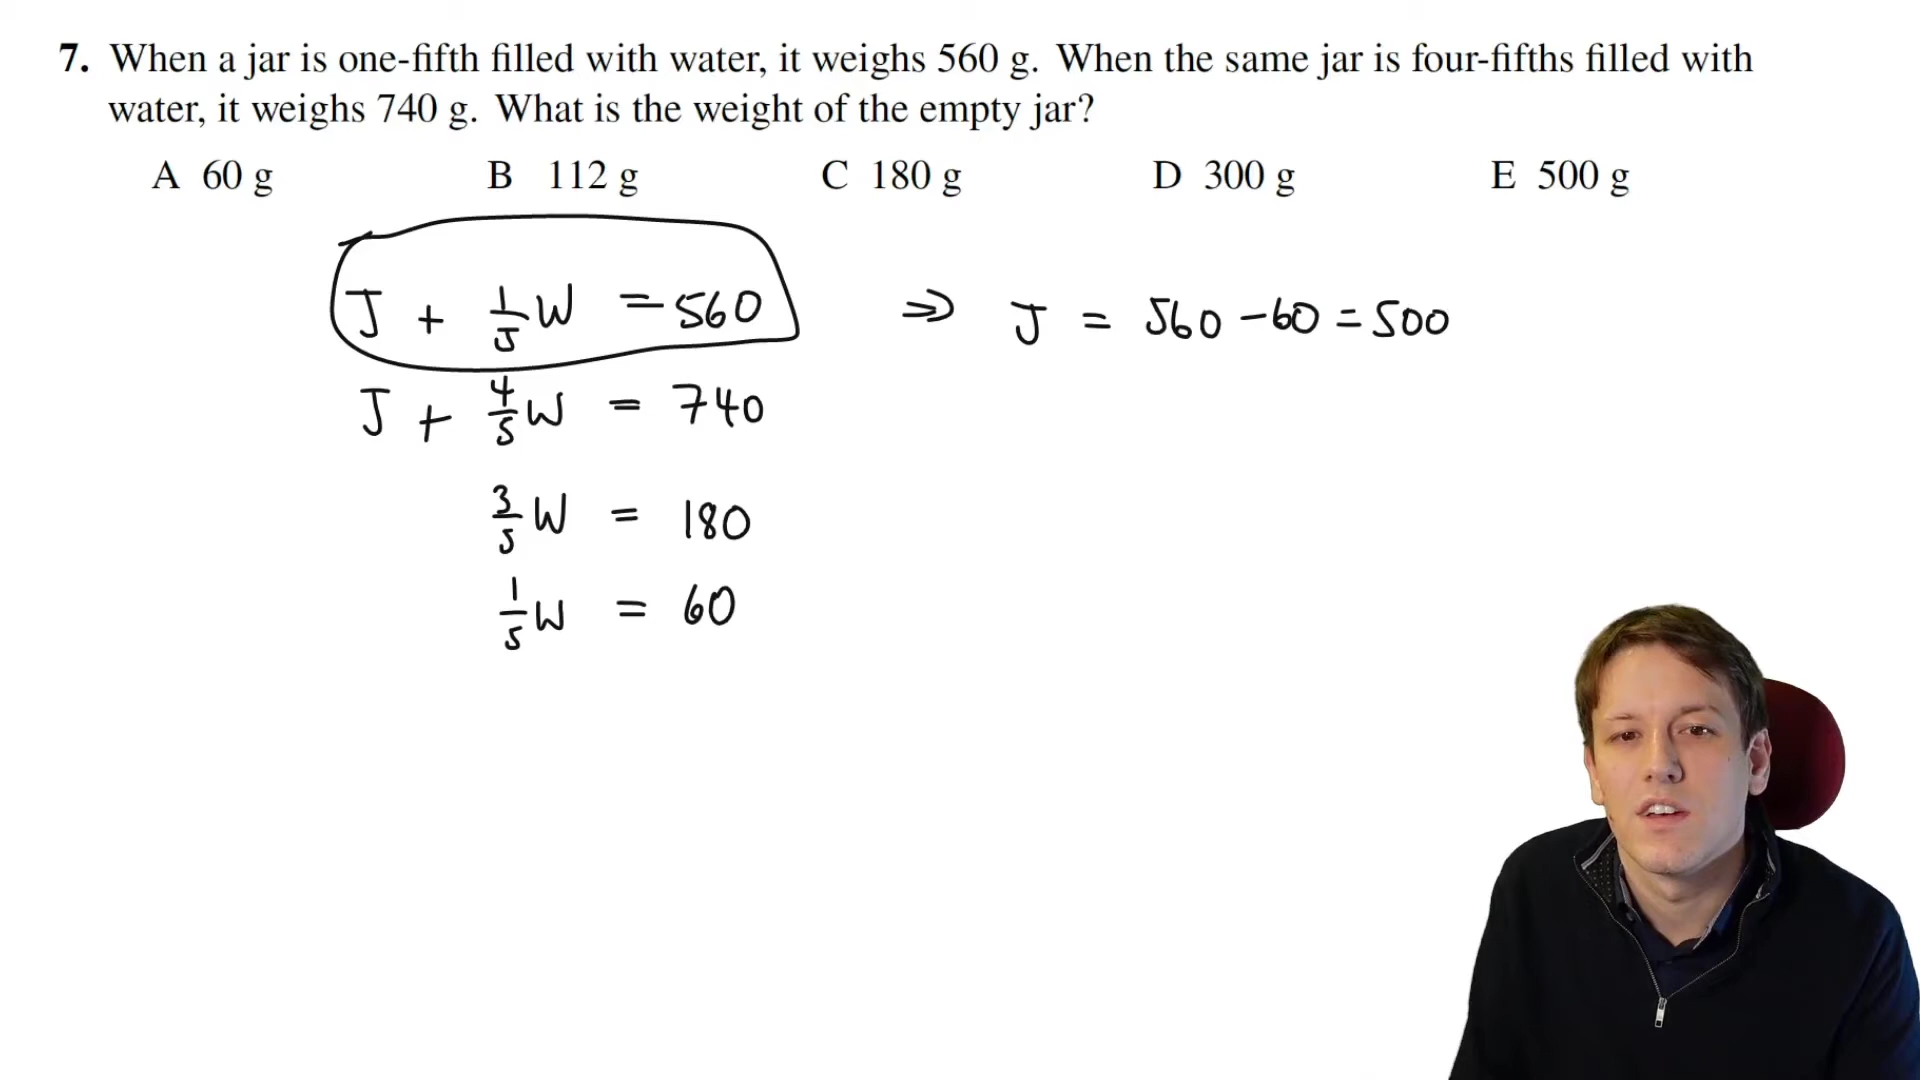 7. When a jar is one-fifth filled with water, it weighs 560 g. When the same jar is four-fifths filled with
water, it weighs 740 g. What is the weight of the empty jar?
A 60 g B 112 g C 180 g D 300 g E 500 g
J + 1/5 W = 560 ⇒ J = 560 - 60 = 500
J + 4/5 W = 740
3/5 W = 180
1/5 W = 60